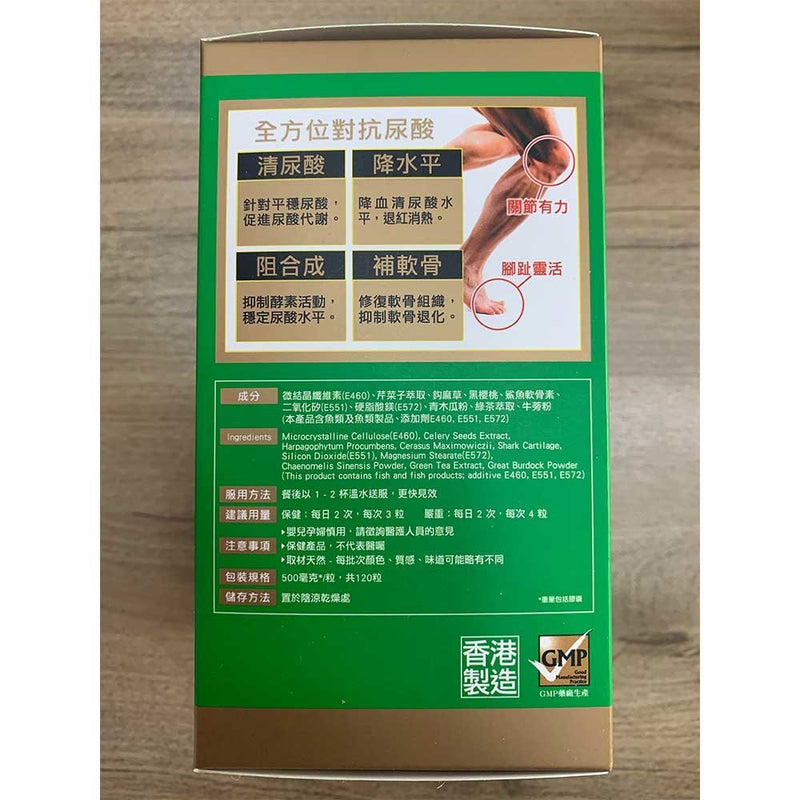 全方位對抗尿酸
清尿酸
針對平穩尿酸，
促進尿酸代謝。
降水平
降血清尿酸水
平，退紅消熱。
關節有力
阻合成
抑制酵素活動，
穩定尿酸水平。
補軟骨
修復軟骨組織，
抑制軟骨退化。
腳趾靈活
成分 微結晶纖維素(E460)、芹菜子萃取、鈎麻草、黑櫻桃、鯊魚軟骨素、
二氧化矽(E551)、硬脂酸鎂(E572)、青木瓜粉、綠茶萃取、牛蒡粉
(本產品含魚類及魚類製品、添加劑E460, E551, E572)
Ingredients Microcrystalline Cellulose(E460), Celery Seeds Extract,
Harpagophytum Procumbens, Cerasus Maximowiczii, Shark Cartilage,
Silicon Dioxide(E551), Magnesium Stearate(E572),
Chaenomelis Sinensis Powder, Green Tea Extract, Great Burdock Powder
(This product contains fish and fish products; additive E460, E551, E572)
服用方法 餐後以 1 - 2 杯溫水送服，更快見效
建議用量 保健：每日 2 次，每次 3 粒 嚴重：每日 2 次，每次 4 粒
注意事項 ▸嬰兒孕婦慎用，請徵詢醫護人員的意見
▸保健產品，不代表醫囑
▸取材天然 - 每批次顏色、質感、味道可能略有不同
包裝規格 500毫克*/粒，共120粒
儲存方法 置於陰涼乾燥處
*重量包括膠囊
香港
製造
GMP
Good
Manufacturing
Practice
GMP藥廠生產